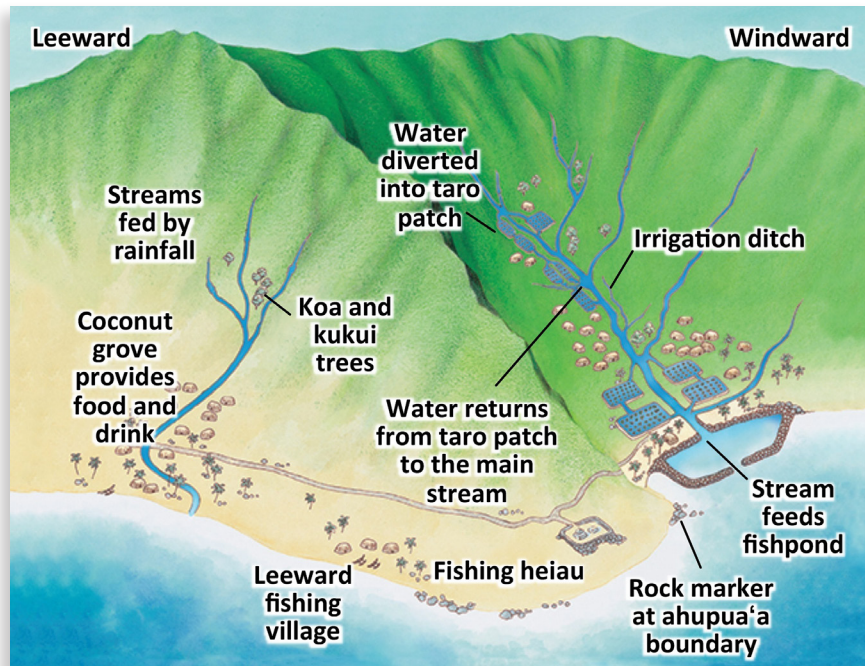 Leeward
Windward
Water
diverted
into taro
patch
Streams
fed by
rainfall
Irrigation ditch
Koa and
kukui
trees
Coconut
grove
provides
food and
drink
Water returns
from taro patch
to the main
stream
Stream
feeds
fishpond
Fishing heiau
Leeward
fishing
village
Rock marker
at ahupuaʻa
boundary